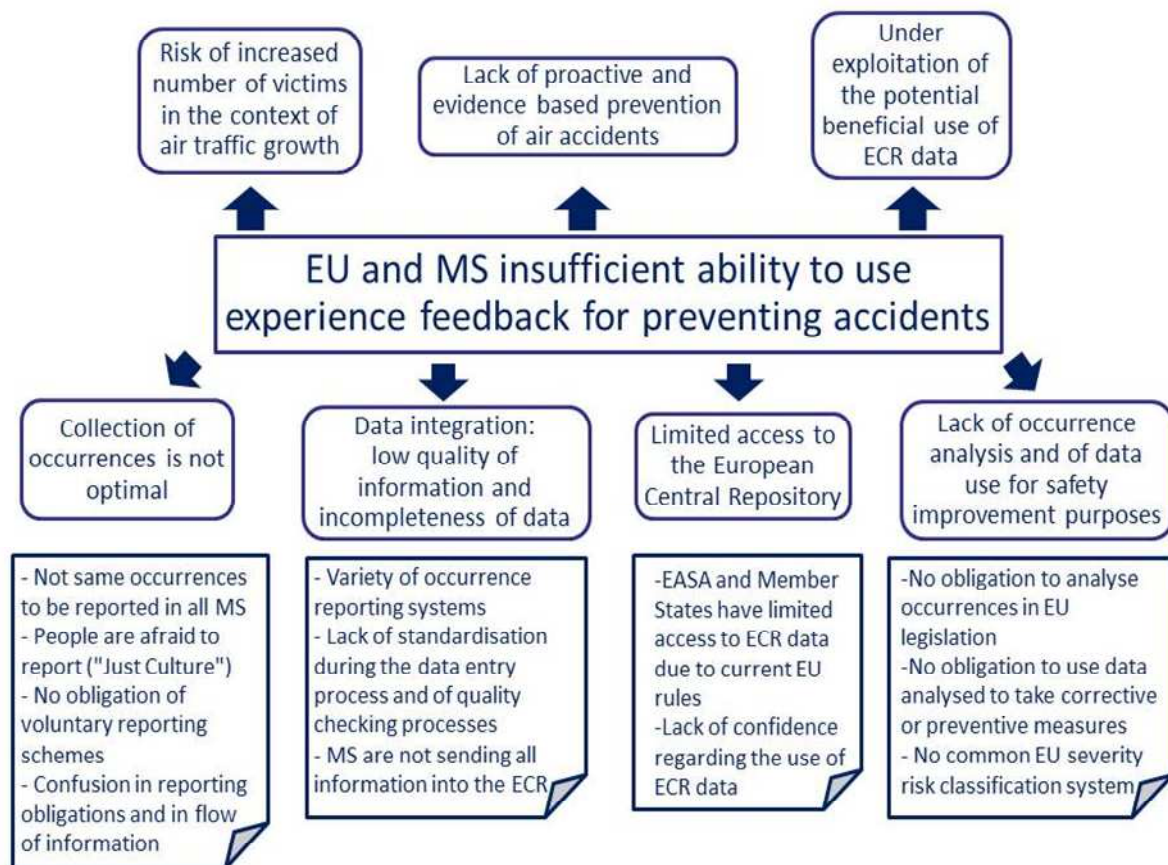 Risk of increased
number of victims
in the context of
air traffic growth
Lack of proactive and
evidence based prevention
of air accidents
Under
exploitation of
the potential
beneficial use of
ECR data
EU and MS insufficient ability to use
experience feedback for preventing accidents
Collection of
occurrences is not
optimal
Data integration:
low quality of
information and
incompleteness of data
Limited access to
the European
Central Repository
Lack of occurrence
analysis and of data
use for safety
improvement purposes
- Not same occurrences
to be reported in all MS
- People are afraid to
report ("Just Culture")
- No obligation of
voluntary reporting
schemes
- Confusion in reporting
obligations and in flow
of information
- Variety of occurrence
reporting systems
- Lack of standardisation
during the data entry
process and of quality
checking processes
- MS are not sending all
information into the ECR
-EASA and Member
States have limited
access to ECR data
due to current EU
rules
-Lack of confidence
regarding the use of
ECR data
-No obligation to analyse
occurrences in EU
legislation
-No obligation to use data
analysed to take corrective
or preventive measures
- No common EU severity
risk classification system